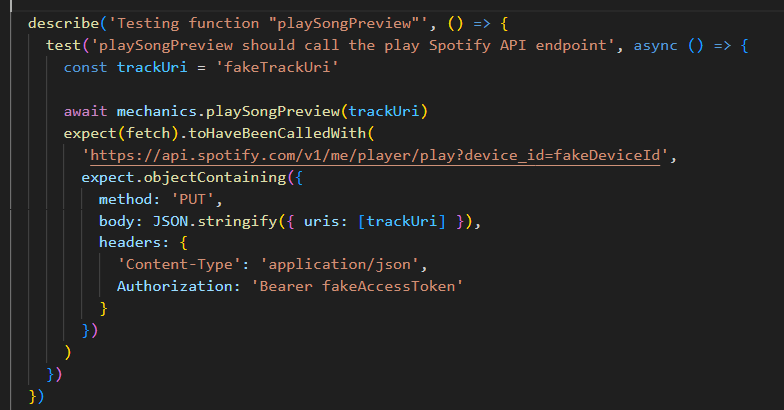 describe('Testing function "playSongPreview"', () => {
  test('playSongPreview should call the play Spotify API endpoint', async () => {
    const trackUri = 'fakeTrackUri'

    await mechanics.playSongPreview(trackUri)
    expect(fetch).toHaveBeenCalledWith(
      'https://api.spotify.com/v1/me/player/play?device_id=fakeDeviceId',
      expect.objectContaining({
        method: 'PUT',
        body: JSON.stringify({ uris: [trackUri] }),
        headers: {
          'Content-Type': 'application/json',
          Authorization: 'Bearer fakeAccessToken'
        }
      })
    )
  })
})